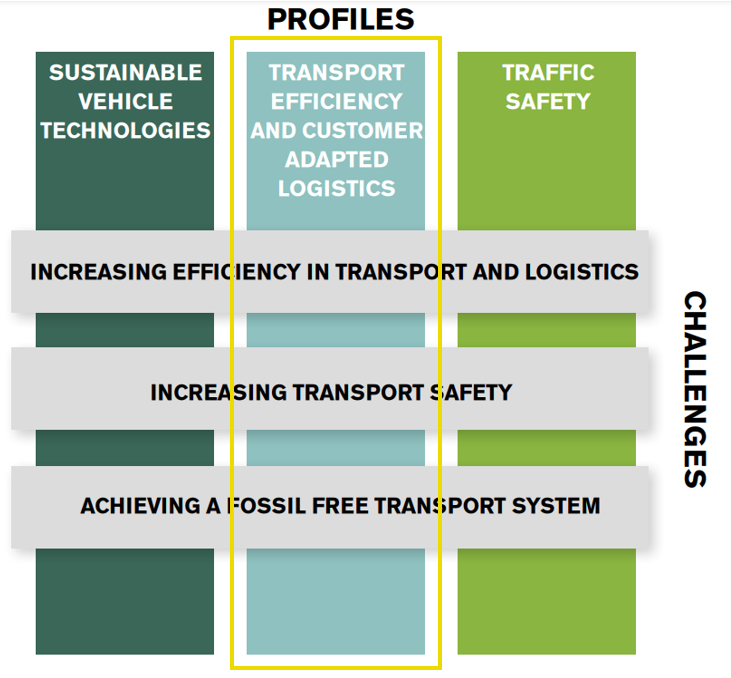 PROFILES
SUSTAINABLE
VEHICLE
TECHNOLOGIES
TRANSPORT
EFFICIENCY
AND CUSTOMER
ADAPTED
LOGISTICS
TRAFFIC
SAFETY
INCREASING EFFICIENCY IN TRANSPORT AND LOGISTICS
INCREASING TRANSPORT SAFETY
ACHIEVING A FOSSIL FREE TRANSPORT SYSTEM
CHALLENGES